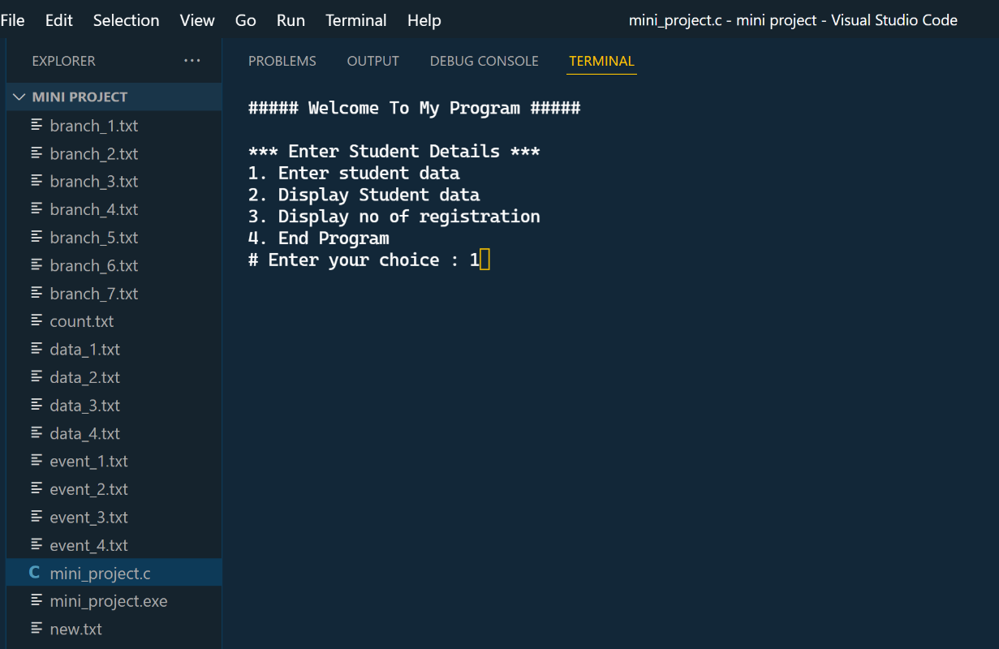 File Edit Selection View Go Run Terminal Help mini_project.c - mini project - Visual Studio Code
EXPLORER ...
MINI PROJECT
branch_1.txt
branch_2.txt
branch_3.txt
branch_4.txt
branch_5.txt
branch_6.txt
branch_7.txt
count.txt
data_1.txt
data_2.txt
data_3.txt
data_4.txt
event_1.txt
event_2.txt
event_3.txt
event_4.txt
C mini_project.c
mini_project.exe
new.txt
PROBLEMS OUTPUT DEBUG CONSOLE TERMINAL
##### Welcome To My Program #####
*** Enter Student Details ***
1. Enter student data
2. Display Student data
3. Display no of registration
4. End Program
# Enter your choice : 1